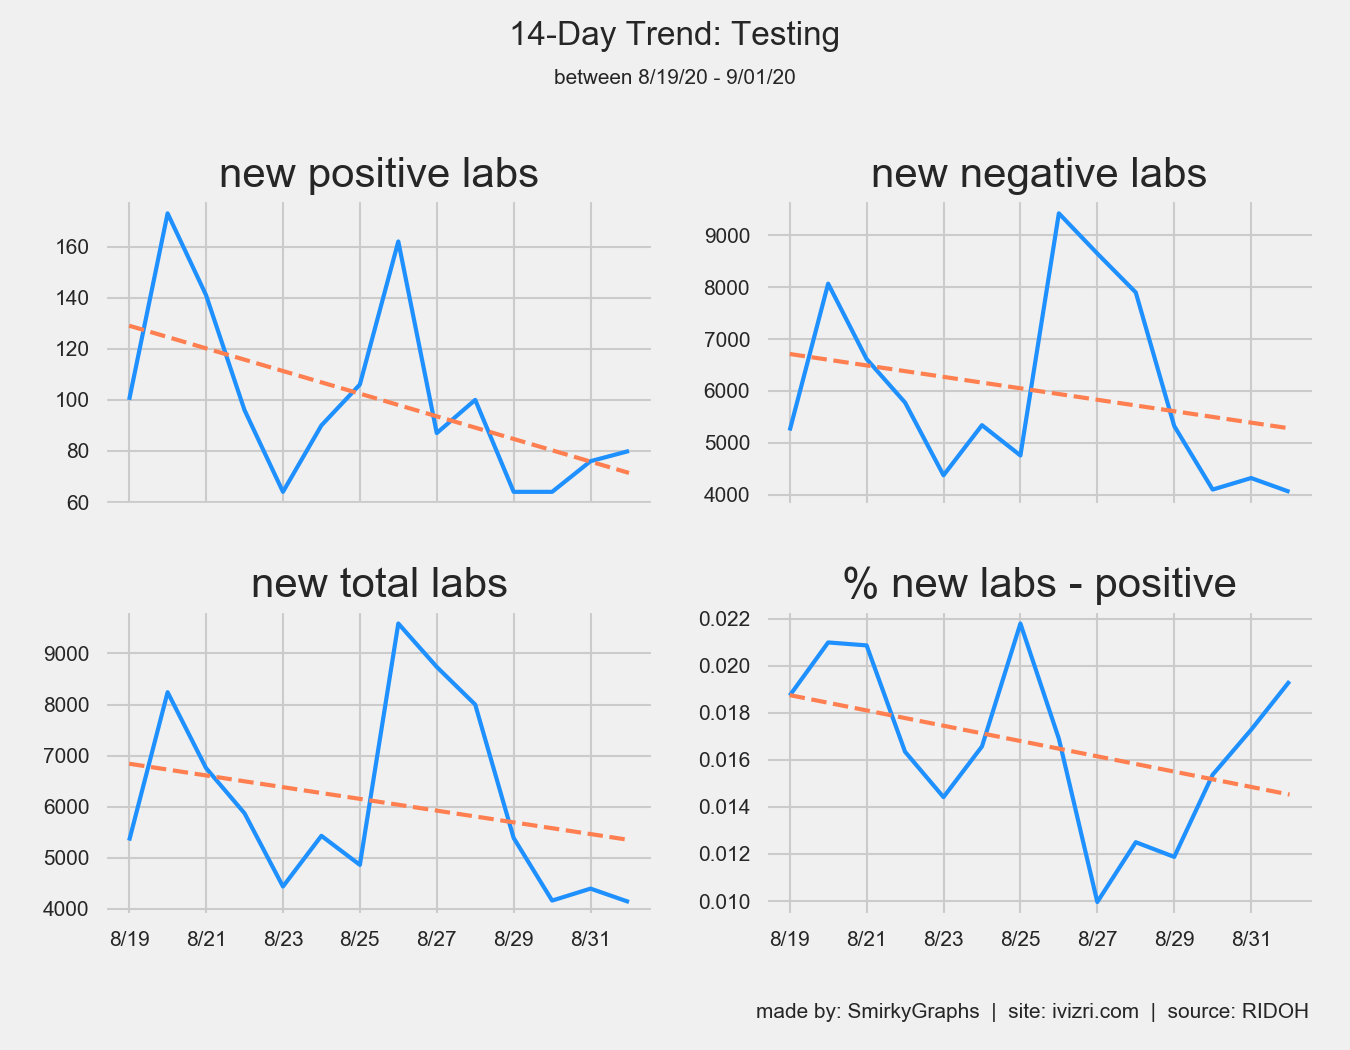 14-Day Trend: Testing
between 8/19/20 - 9/01/20
new positive labs
160
140
120
100
80
60
new negative labs
9000
8000
7000
6000
5000
4000
new total labs
9000
8000
7000
6000
5000
4000
8/19 8/21 8/23 8/25 8/27 8/29 8/31
% new labs - positive
0.022
0.020
0.018
0.016
0.014
0.012
0.010
8/19 8/21 8/23 8/25 8/27 8/29 8/31
made by: SmirkyGraphs | site: ivizri.com | source: RIDOH